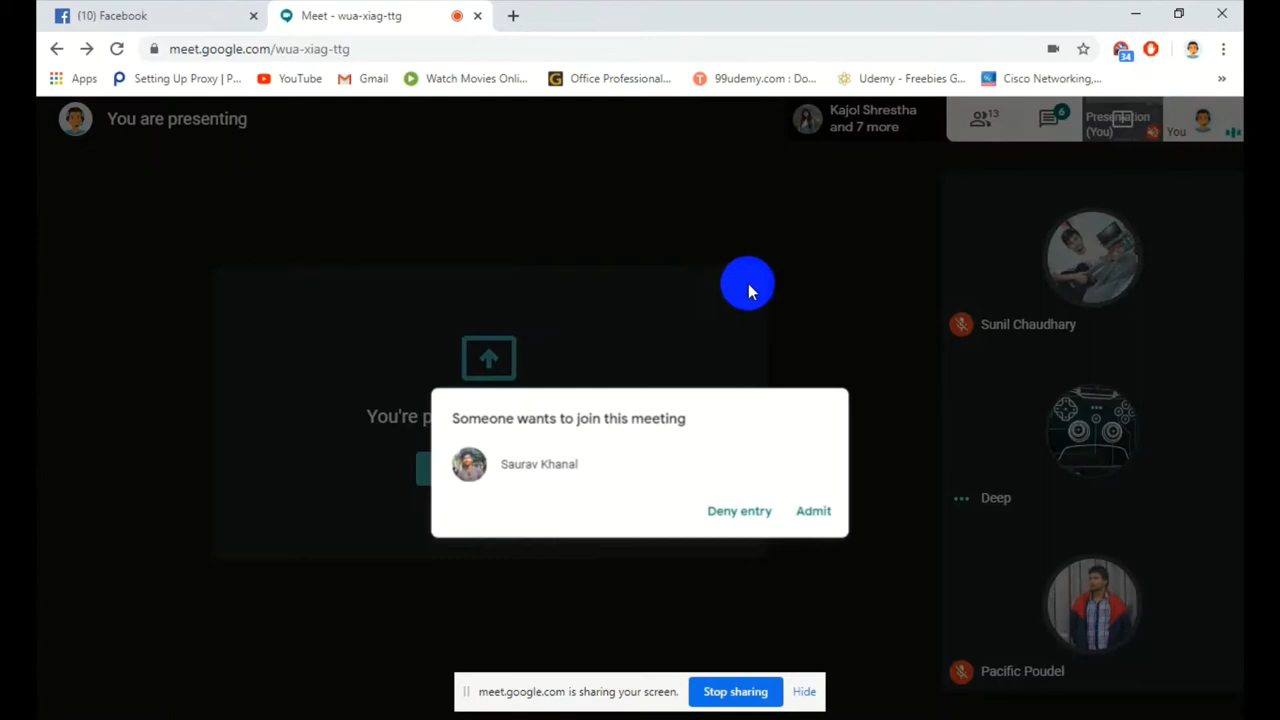 (10) Facebook
Meet - wua-xiag-ttg
meet.google.com/wua-xiag-ttg
34
Apps
Setting Up Proxy | P...
YouTube
Gmail
Watch Movies Onli...
Office Professional...
99udemy.com : Do...
Udemy - Freebies G...
Cisco Networking,...
»
You are presenting
Kajol Shrestha
and 7 more
13
6
Presentation
(You)
You
Sunil Chaudhary
You're p
Someone wants to join this meeting
Saurav Khanal
Deny entry
Admit
Deep
Pacific Poudel
meet.google.com is sharing your screen.
Stop sharing
Hide